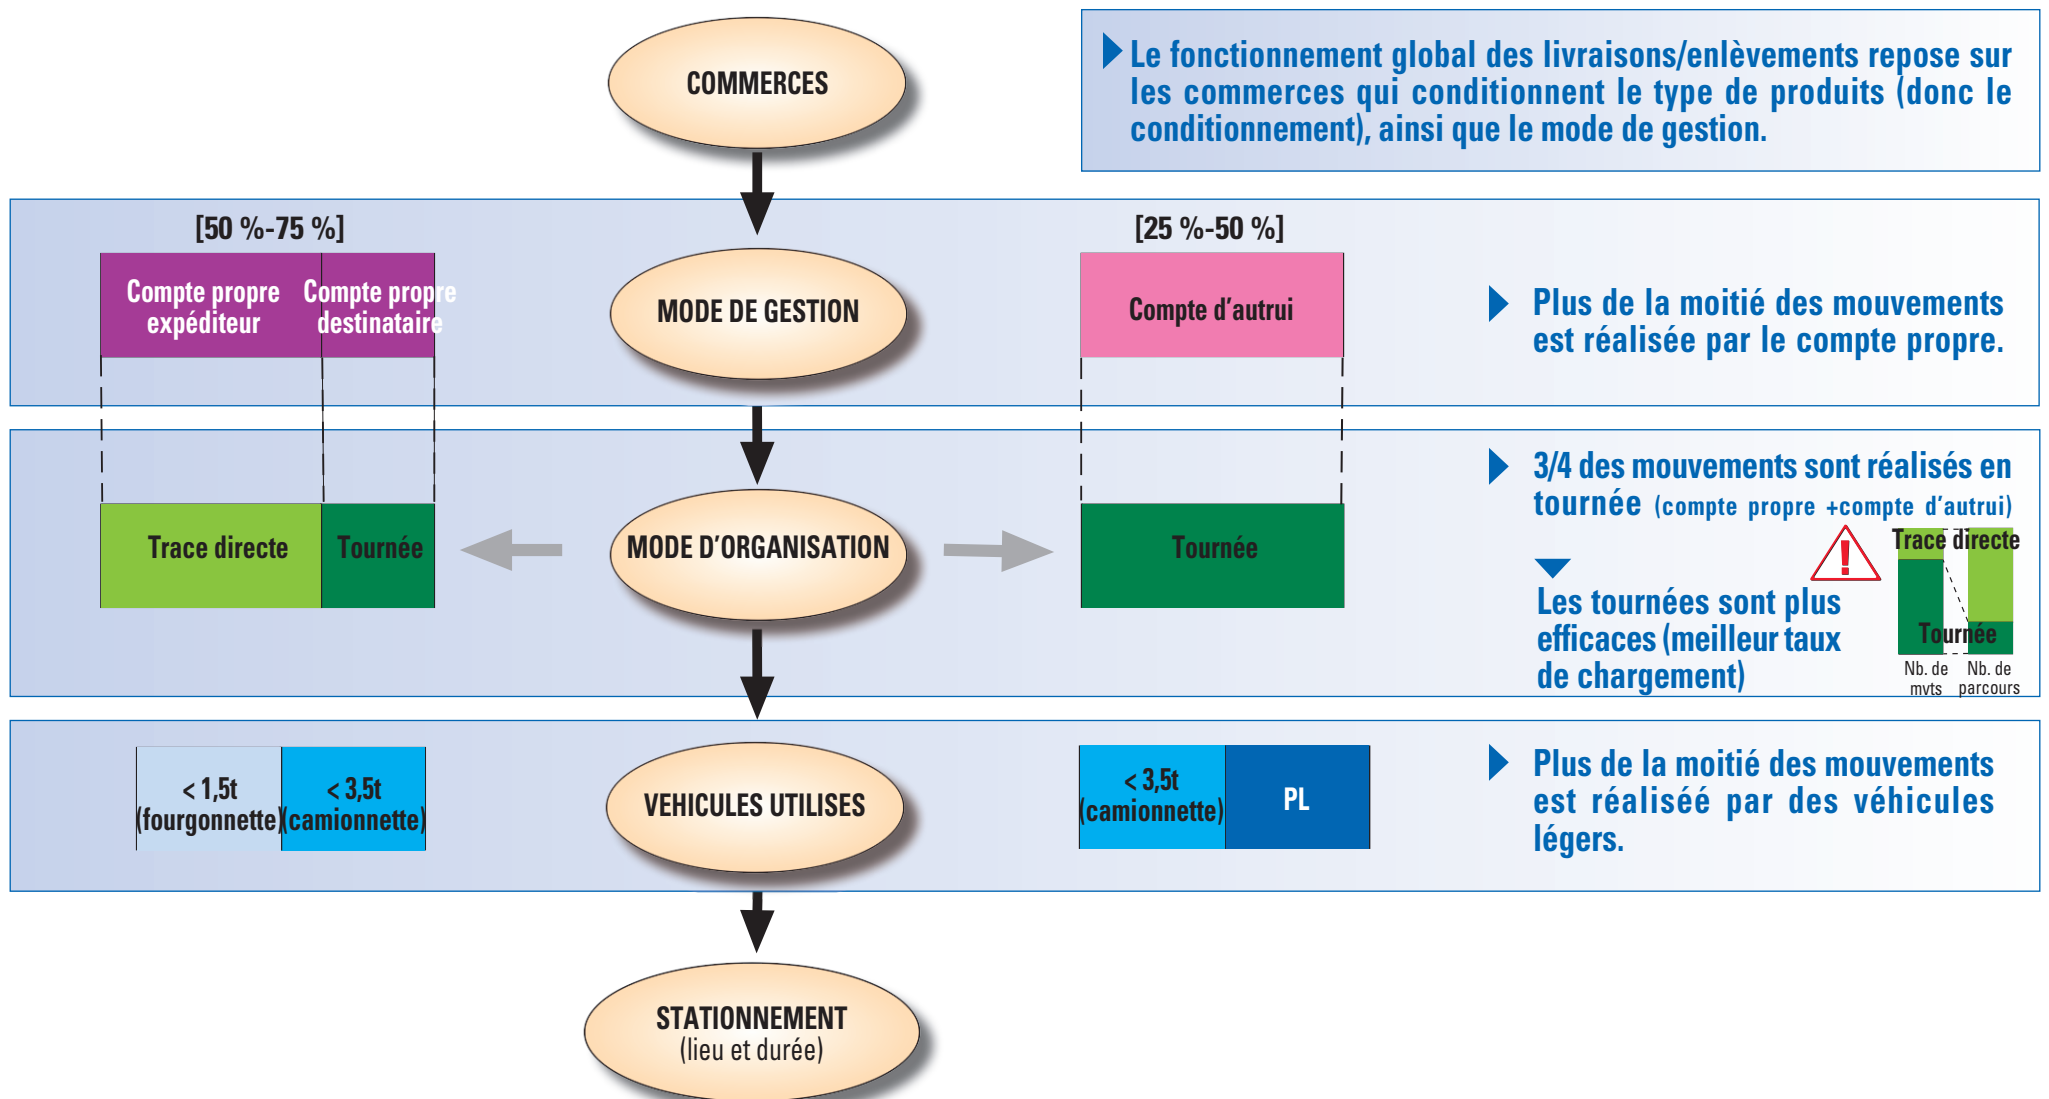 COMMERCES
Le fonctionnement global des livraisons/enlèvements repose sur
les commerces qui conditionnent le type de produits (donc le
conditionnement), ainsi que le mode de gestion.
[50 %-75 %]
Compte propre
expéditeur
Compte propre
destinataire
MODE DE GESTION
[25 %-50 %]
Compte d'autrui
Plus de la moitié des mouvements
est réalisée par le compte propre.
Trace directe
Tournée
MODE D'ORGANISATION
Tournée
3/4 des mouvements sont réalisés en
tournée (compte propre +compte d'autrui)
!
Les tournées sont plus
efficaces (meilleur taux
de chargement)
Trace directe
Tournée
Nb. de
mvts
Nb. de
parcours
< 1,5t
(fourgonnette)
< 3,5t
(camionnette)
VEHICULES UTILISES
< 3,5t
(camionnette)
PL
Plus de la moitié des mouvements
est réaliséé par des véhicules
légers.
STATIONNEMENT
(lieu et durée)